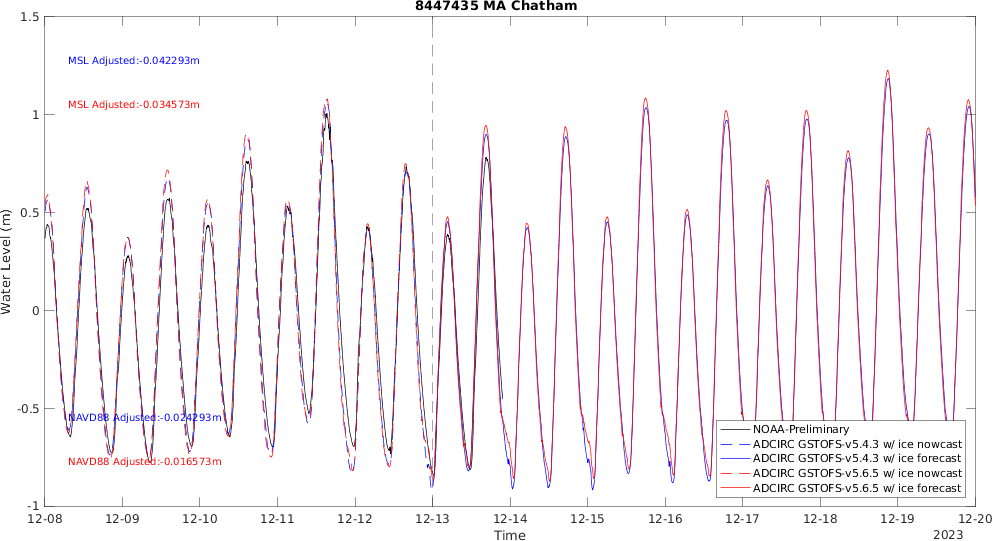 8447435 MA Chatham
1.5
MSL Adjusted:-0.042293m
MSL Adjusted:-0.034573m
1
0.5
Water Level (m)
0
-0.5
NAVD88 Adjusted:-0.024293m
NAVD88 Adjusted:-0.016573m
NOAA-Preliminary
ADCIRC GSTOFS-v5.4.3 w/ ice nowcast
ADCIRC GSTOFS-v5.4.3 w/ ice forecast
ADCIRC GSTOFS-v5.6.5 w/ ice nowcast
ADCIRC GSTOFS-v5.6.5 w/ ice forecast
-1
12-08 12-09 12-10 12-11 12-12 12-13 12-14 12-15 12-16 12-17 12-18 12-19 12-20
Time
2023